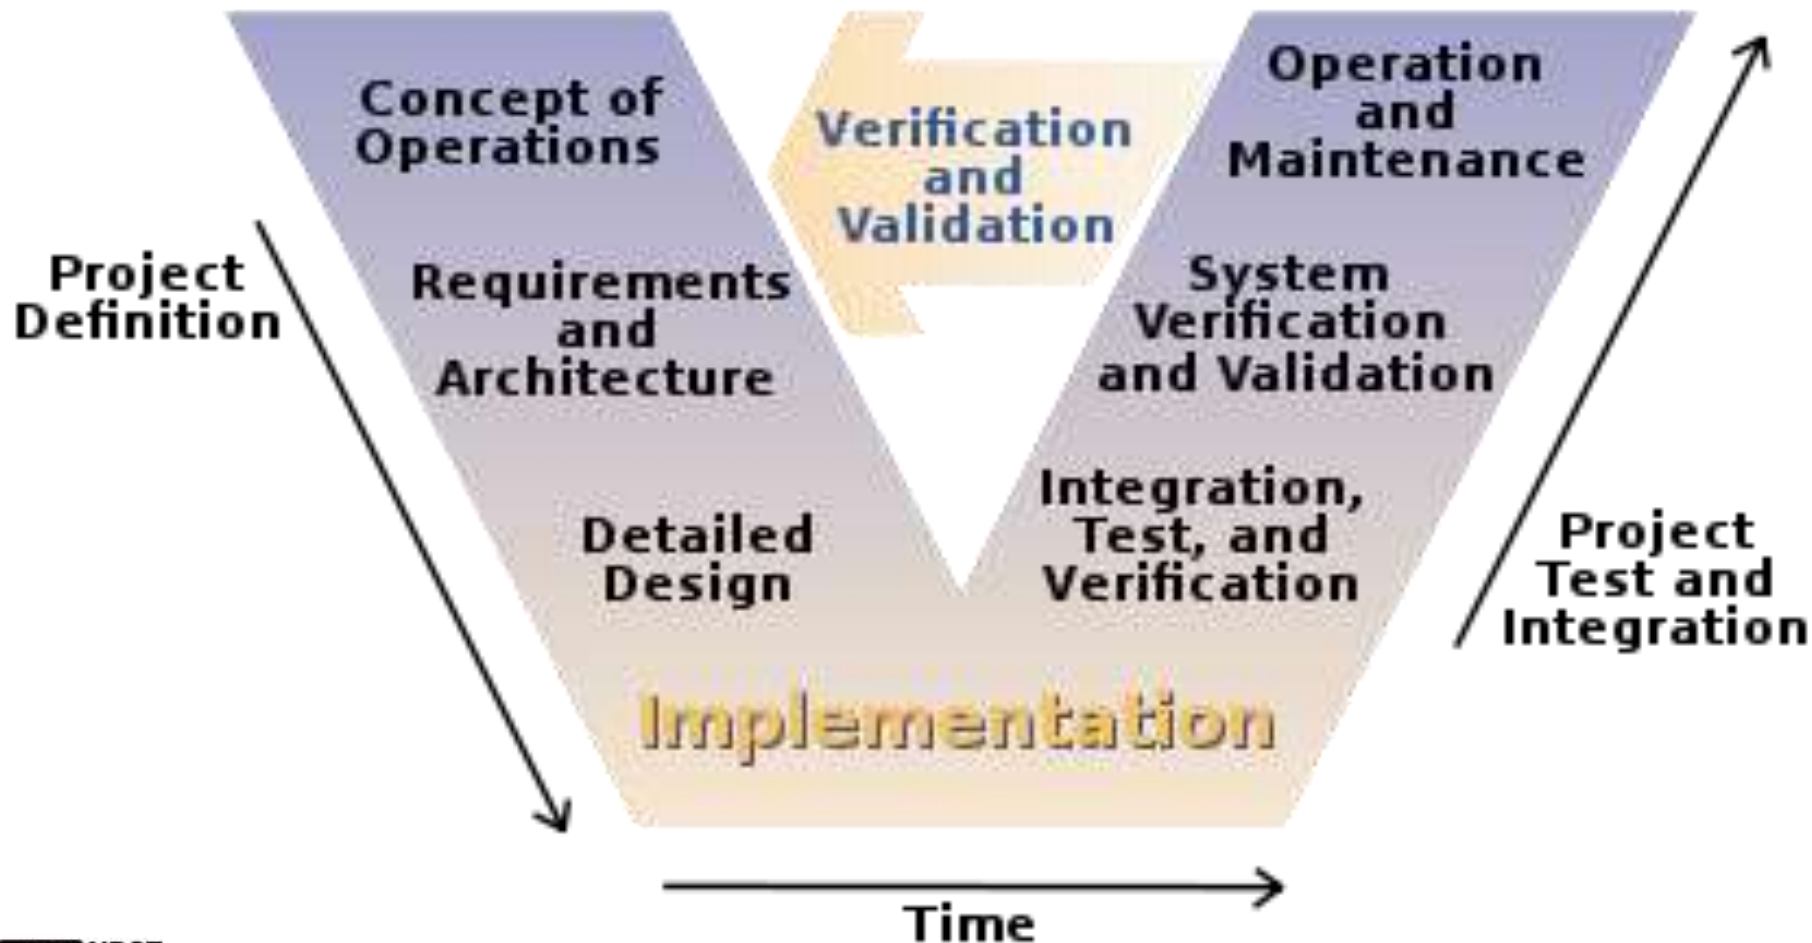 Concept of
Operations
Verification
and
Validation
Operation
and
Maintenance
Project
Definition
Requirements
and
Architecture
System
Verification
and Validation
Detailed
Design
Integration,
Test, and
Verification
Project
Test and
Integration
Implementation
Time